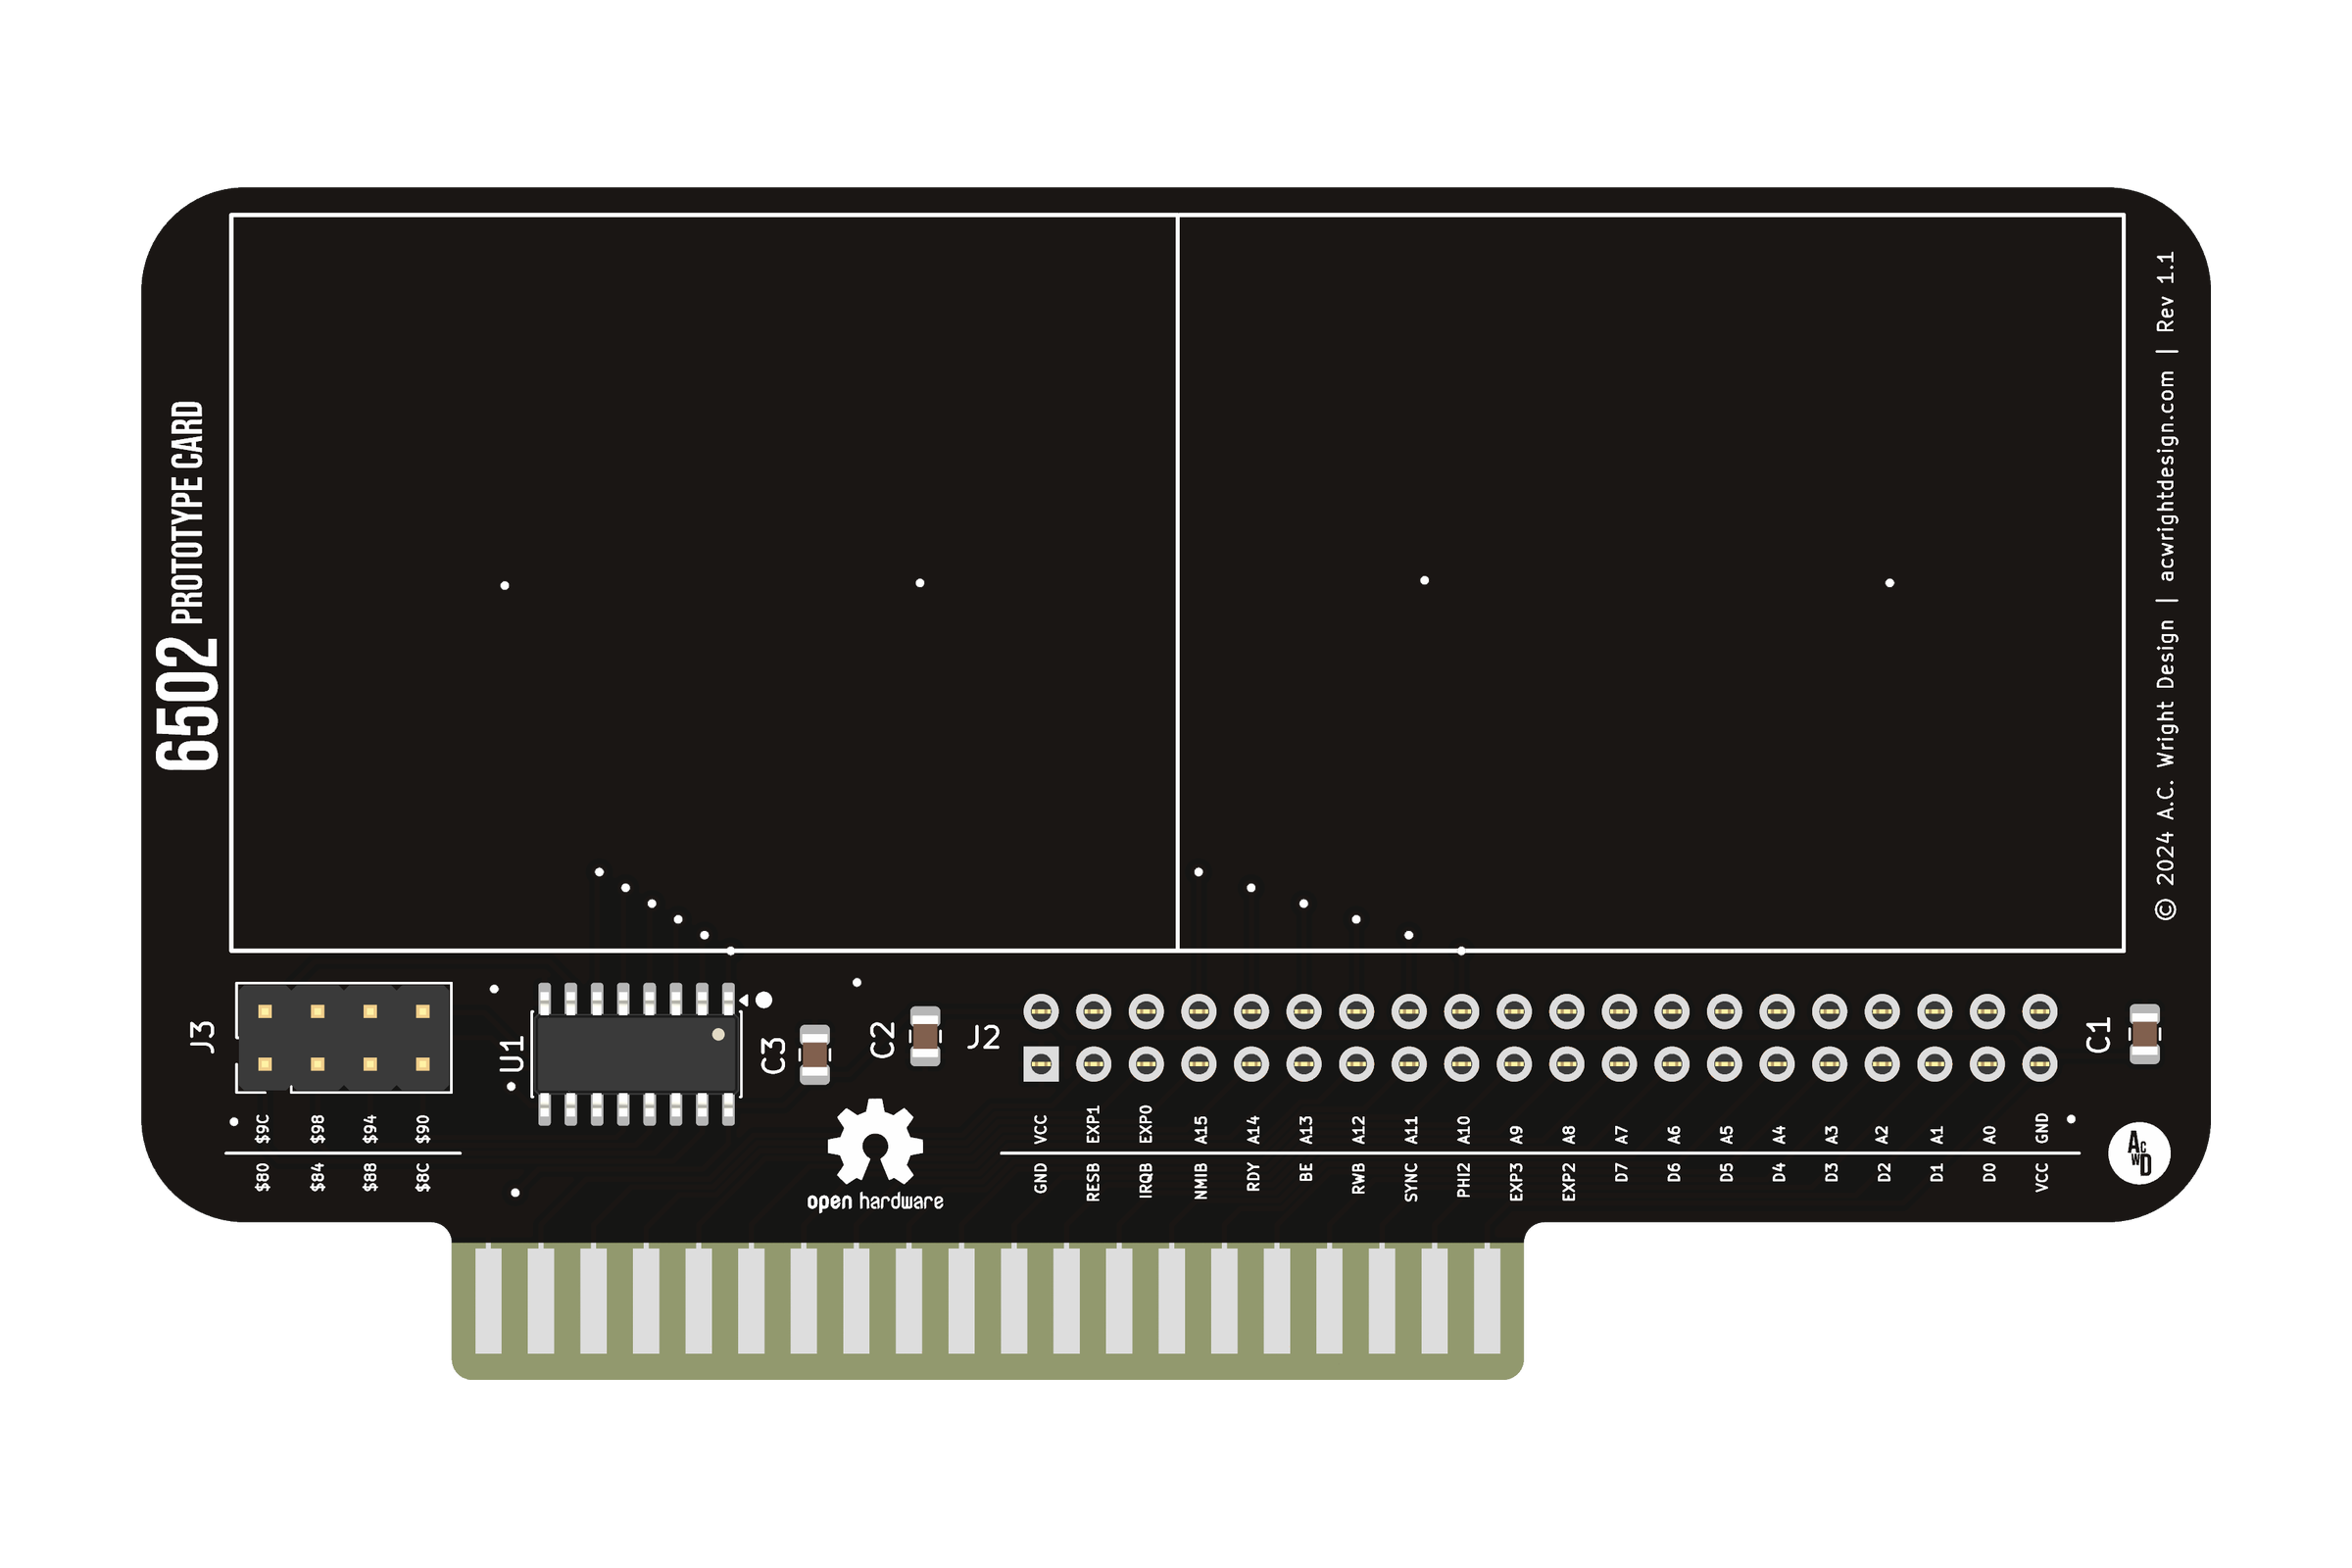 6502 PROTOTYPE CARD
© 2024 A.C. Wright Design | acwrightdesign.com | Rev 1.1
J3
U1
C3
C2
J2
C1
$9C $98 $94 $90
$80 $84 $88 $8C
open hardware
VCC EXP1 EXP0 A15 A14 A13 A12 A11 A10 A9 A8 A7 A6 A5 A4 A3 A2 A1 A0 GND
GND RESB IRQB NMIB RDY BE RWB SYNC PHI2 EXP3 EXP2 D7 D6 D5 D4 D3 D2 D1 D0 VCC
ACWD